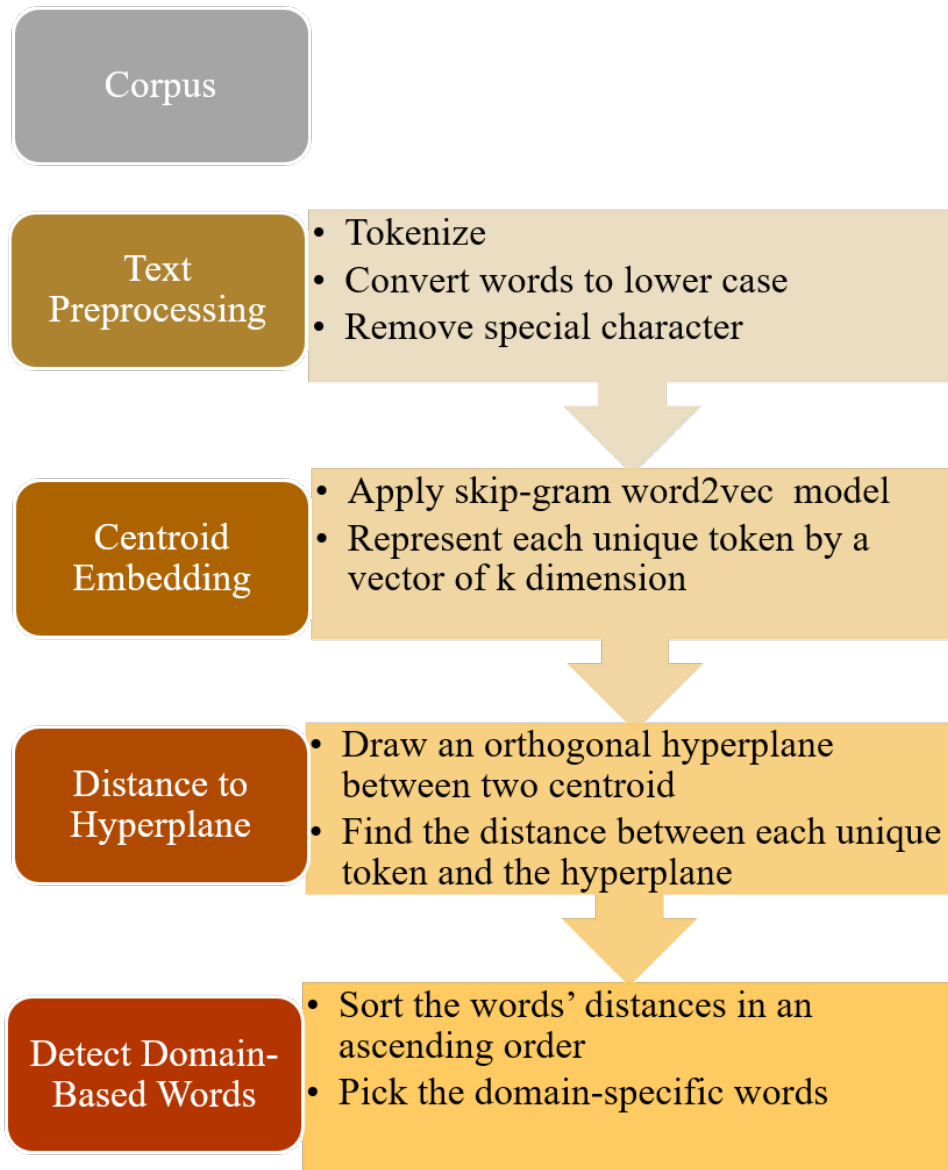 Corpus
Text
Preprocessing
• Tokenize
• Convert words to lower case
• Remove special character
Centroid
Embedding
• Apply skip-gram word2vec model
• Represent each unique token by a
vector of k dimension
Distance to
Hyperplane
• Draw an orthogonal hyperplane
between two centroid
• Find the distance between each unique
token and the hyperplane
Detect Domain-
Based Words
• Sort the words’ distances in an
ascending order
• Pick the domain-specific words